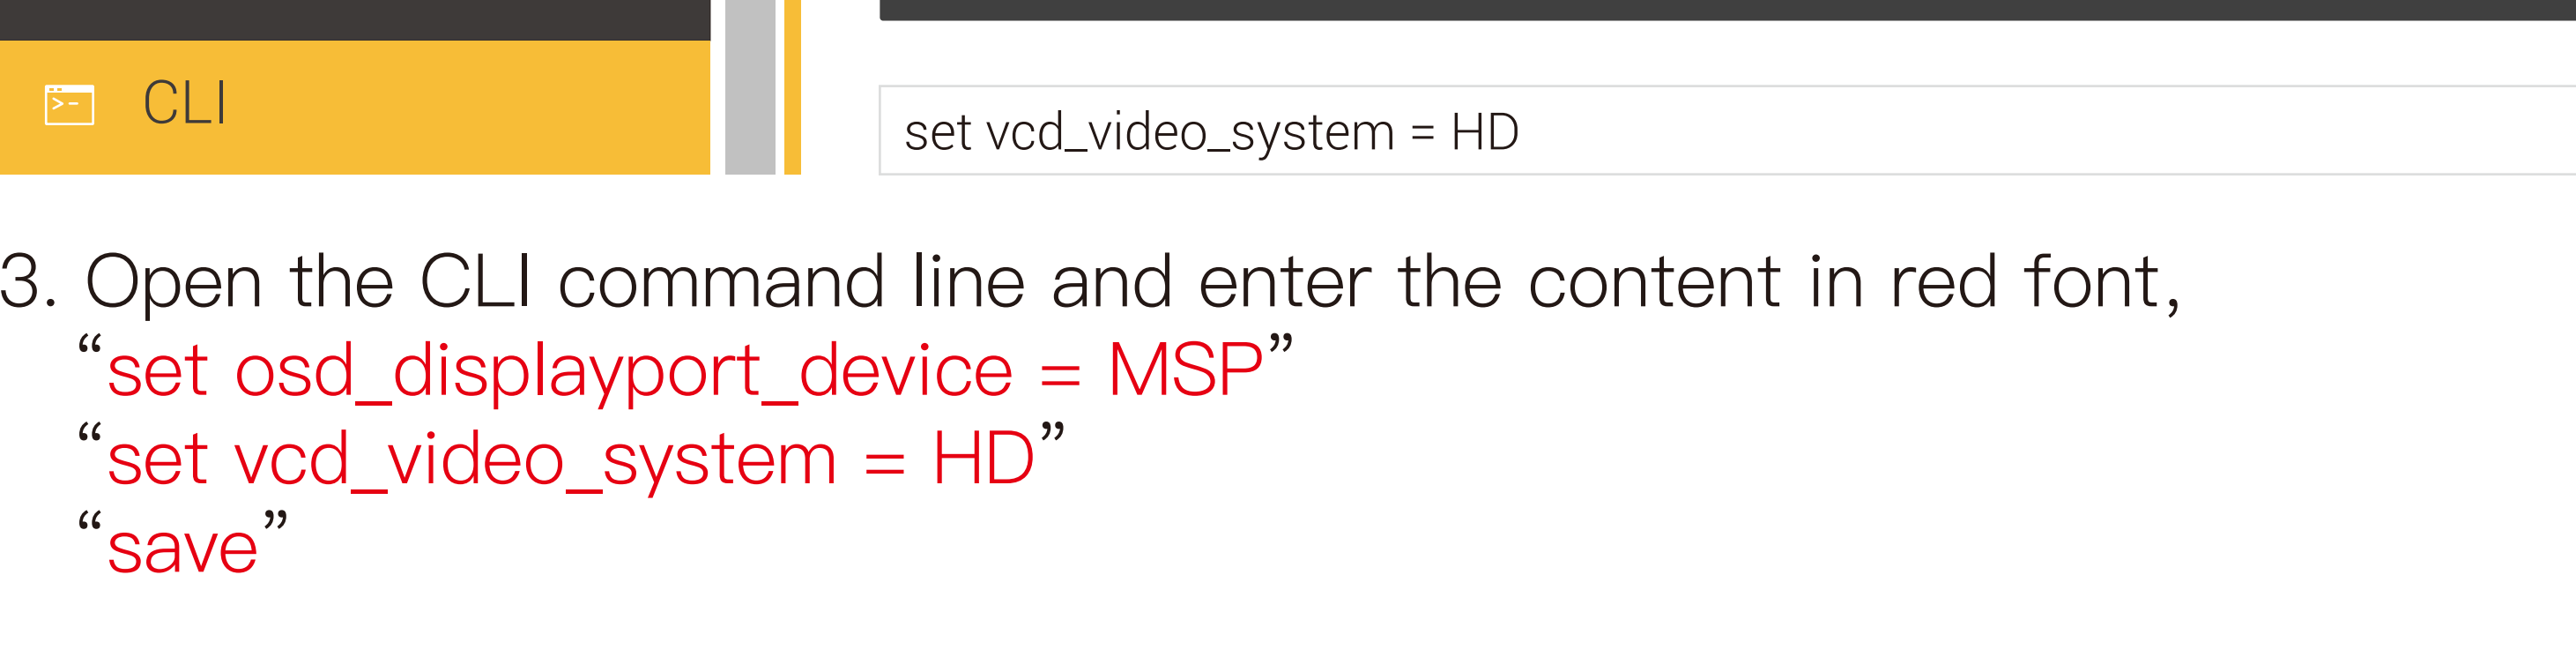 CLI
set vcd_video_system = HD
3. Open the CLI command line and enter the content in red font,
“set osd_displayport_device = MSP”
“set vcd_video_system = HD”
“save”